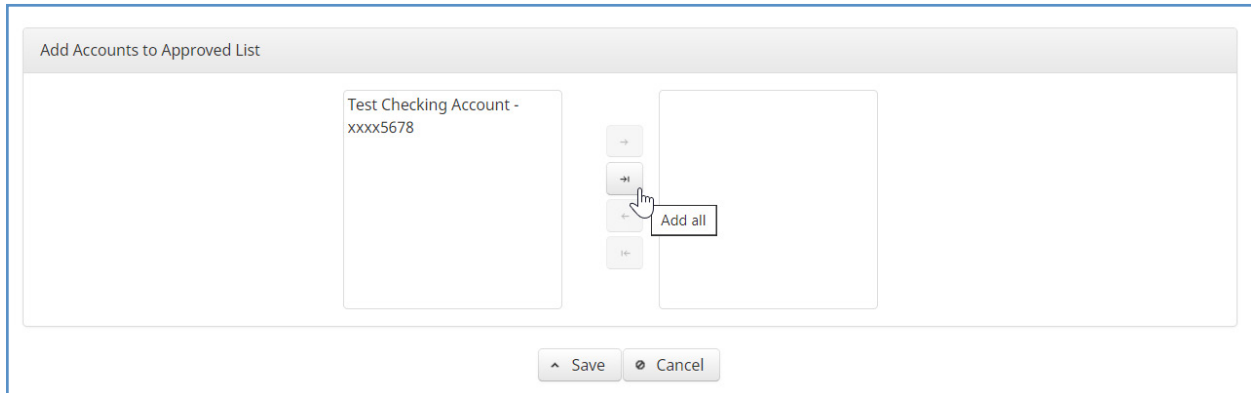 Add Accounts to Approved List
Test Checking Account -
xxxx5678
Add all
Save
Cancel